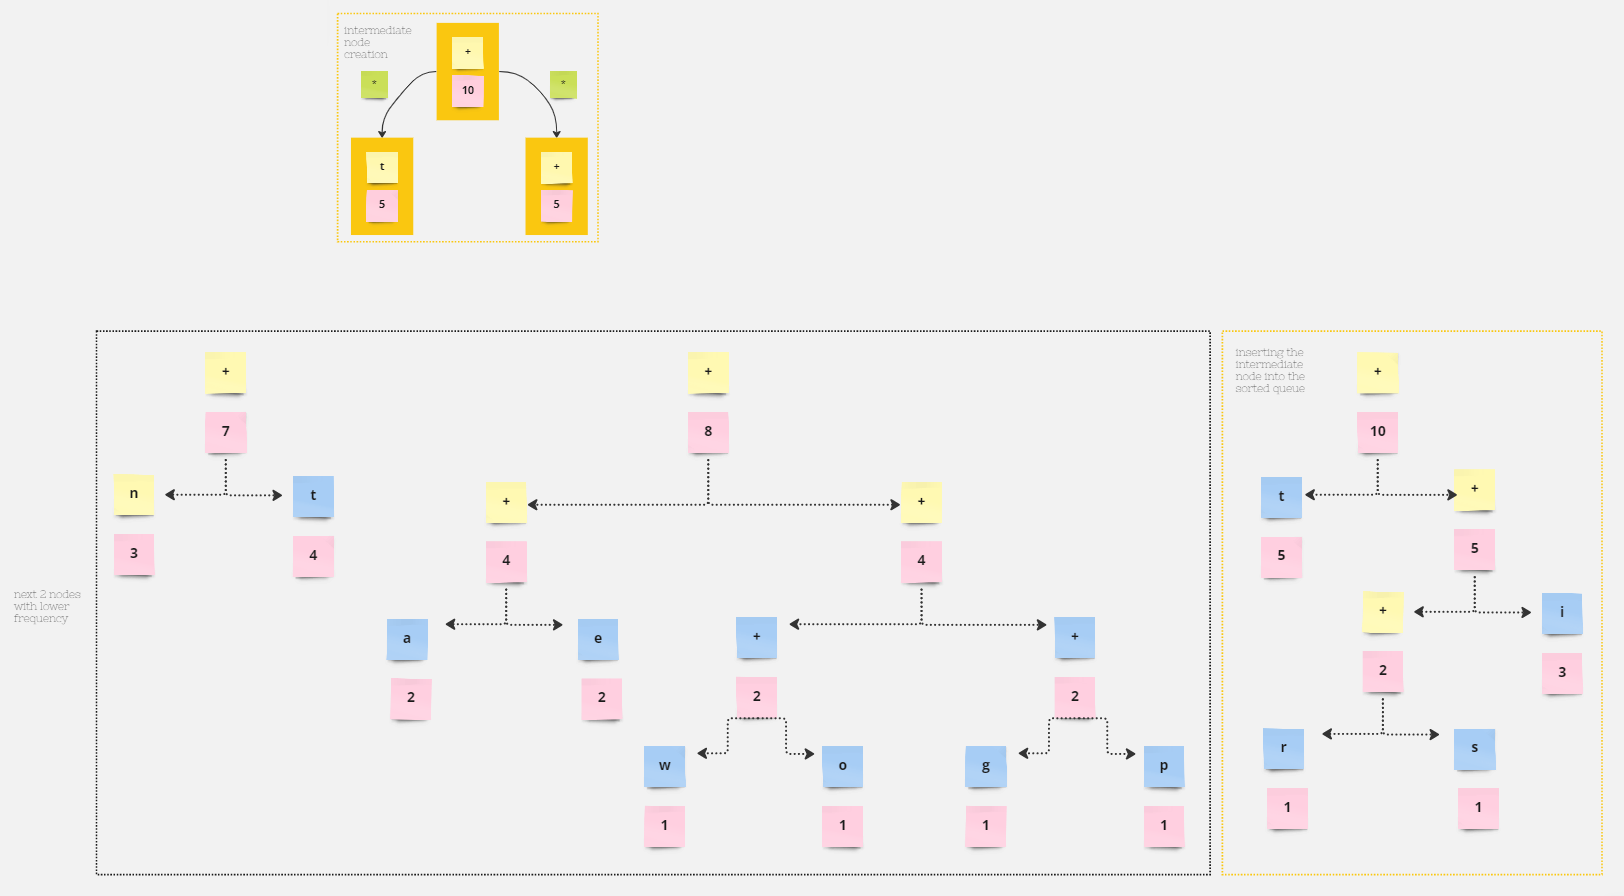 intermediate
node
creation
+
*
*
10
t
+
5
5
inserting the
intermediate
node into the
sorted queue
+
+
+
7
8
10
n
t
+
+
t
+
3
4
4
4
5
5
next 2 nodes
with lower
frequency
a
e
+
+
+
i
2
2
2
2
2
3
w
o
g
p
r
s
1
1
1
1
1
1